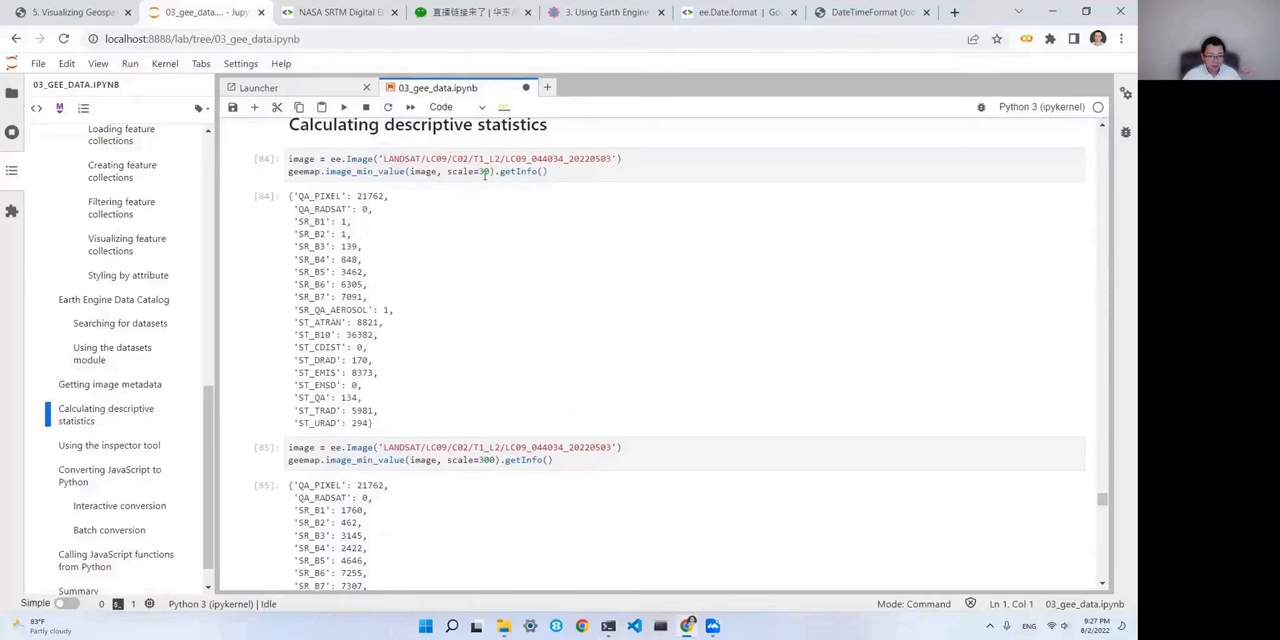 5. Visualizing Geospa
03_gee_data.... - Jupy
NASA SRTM Digital El
直播链接来了 | 华东
3. Using Earth Engine
ee.Date.format | Go
DateTimeFormat (Joo
localhost:8888/lab/tree/03_gee_data.ipynb
File Edit View Run Kernel Tabs Settings Help
03_GEE_DATA.IPYNB
Launcher
03_gee_data.ipynb
Code
Python 3 (ipykernel)
Loading feature
collections
Creating feature
collections
Filtering feature
collections
Visualizing feature
collections
Styling by attribute
Earth Engine Data Catalog
Searching for datasets
Using the datasets
module
Getting image metadata
Calculating descriptive
statistics
Using the inspector tool
Converting JavaScript to
Python
Interactive conversion
Batch conversion
Calling JavaScript functions
from Python
Summary
Calculating descriptive statistics
[84]: image = ee.Image('LANDSAT/LC09/C02/T1_L2/LC09_044034_20220503')
geemap.image_min_value(image, scale=30).getInfo()
[84]: {'QA_PIXEL': 21762,
'QA_RADSAT': 0,
'SR_B1': 1,
'SR_B2': 1,
'SR_B3': 139,
'SR_B4': 848,
'SR_B5': 3462,
'SR_B6': 6305,
'SR_B7': 7091,
'SR_QA_AEROSOL': 1,
'ST_ATRAN': 8821,
'ST_B10': 36382,
'ST_CDIST': 0,
'ST_DRAD': 170,
'ST_EMIS': 8373,
'ST_EMSD': 0,
'ST_QA': 134,
'ST_TRAD': 5981,
'ST_URAD': 294}
[85]: image = ee.Image('LANDSAT/LC09/C02/T1_L2/LC09_044034_20220503')
geemap.image_min_value(image, scale=300).getInfo()
[85]: {'QA_PIXEL': 21762,
'QA_RADSAT': 0,
'SR_B1': 1760,
'SR_B2': 462,
'SR_B3': 3145,
'SR_B4': 2422,
'SR_B5': 4646,
'SR_B6': 7255,
'SR_B7': 7307,
Simple 0 1 Python 3 (ipykernel) | Idle Mode: Command Ln 1, Col 1 03_gee_data.ipynb
83°F
Partly cloudy
ENG
9:27 PM
8/2/2022